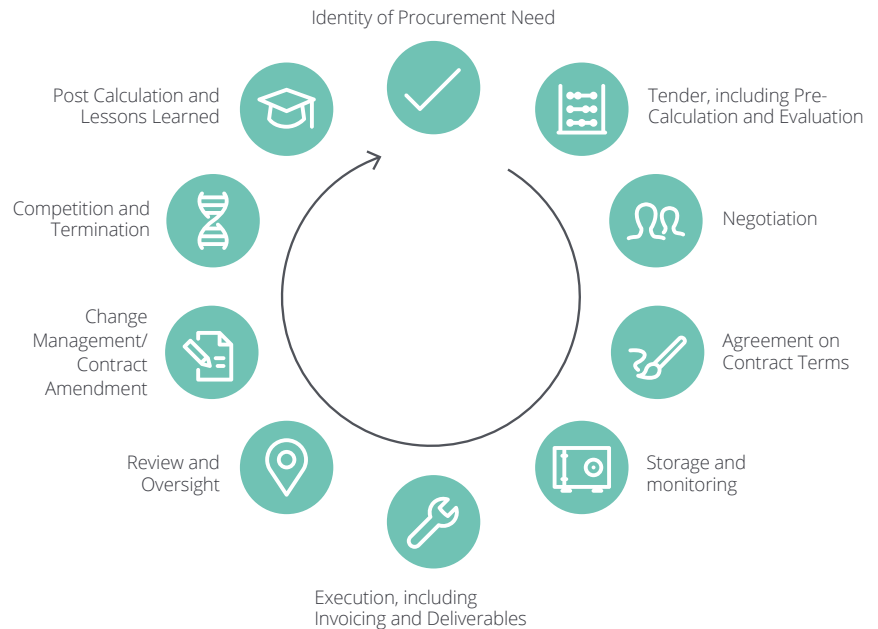 Identity of Procurement Need
Tender, including Pre-
Calculation and Evaluation
Negotiation
Agreement on
Contract Terms
Storage and
monitoring
Execution, including
Invoicing and Deliverables
Review and
Oversight
Change
Management/
Contract
Amendment
Competition and
Termination
Post Calculation and
Lessons Learned